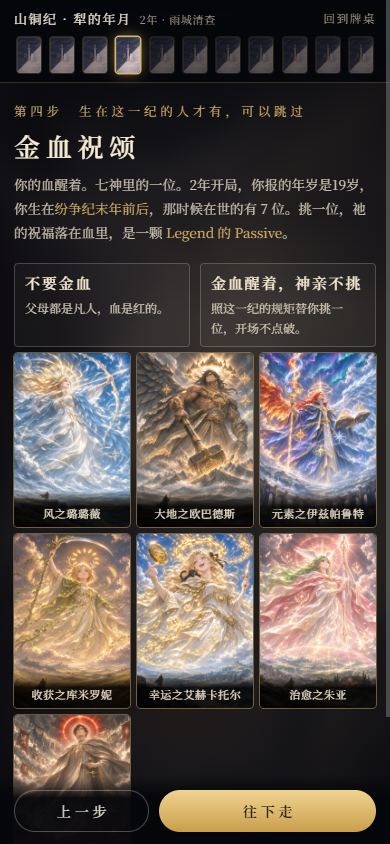 山铜纪 · 犁的年月 2年 · 雨城清查 回到牌桌
第四步 生在这一纪的人才有，可以跳过
金血祝颂
你的血醒着。七神里的一位。2年开局，你报的年岁是19岁，
你生在纷争纪末年前后，那时候在世的有 7 位。挑一位，祂
的祝福落在血里，是一颗 Legend 的 Passive。
不要金血
父母都是凡人，血是红的。
金血醒着，神亲不挑
照这一纪的规矩替你挑一
位，开场不点破。
风之璐璐薇
大地之欧巴德斯
元素之伊兹帕鲁特
收获之库米罗妮
幸运之艾赫卡托尔
治愈之朱亚
上一步
往下走